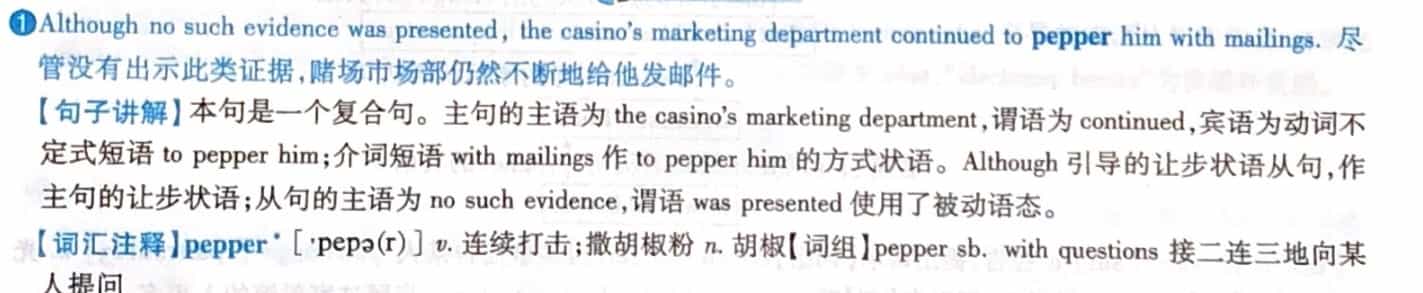 ①Although no such evidence was presented, the casino's marketing department continued to pepper him with mailings. 尽
管没有出示此类证据,赌场市场部仍然不断地给他发邮件。
【句子讲解】本句是一个复合句。主句的主语为 the casino's marketing department,谓语为 continued,宾语为动词不
定式短语 to pepper him;介词短语 with mailings 作 to pepper him 的方式状语。Although 引导的让步状语从句,作
主句的让步状语;从句的主语为 no such evidence,谓语 was presented 使用了被动语态。
【词汇注释】pepper* [ˈpepə(r)] v. 连续打击;撒胡椒粉 n. 胡椒【词组】pepper sb. with questions 接二连三地向某
人提问